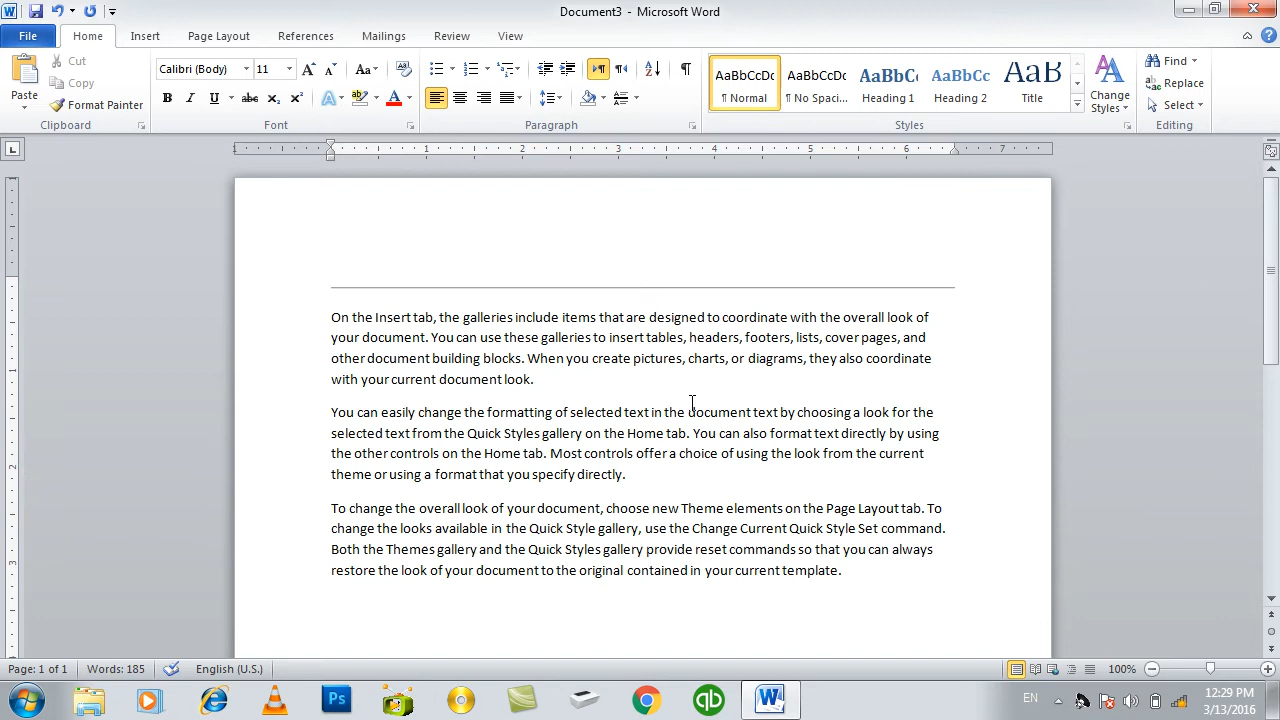 Document3 - Microsoft Word
File Home Insert Page Layout References Mailings Review View
Paste
Cut
Copy
Format Painter
Clipboard
Calibri (Body) 11
Font
Paragraph
AaBbCcDc AaBbCcDc AaBbCc AaBbCc AaB
¶ Normal ¶ No Spaci... Heading 1 Heading 2 Title
Change
Styles
Styles
Find
Replace
Select
Editing
1 2 3 4 5 6 7
On the Insert tab, the galleries include items that are designed to coordinate with the overall look of
your document. You can use these galleries to insert tables, headers, footers, lists, cover pages, and
other document building blocks. When you create pictures, charts, or diagrams, they also coordinate
with your current document look.
You can easily change the formatting of selected text in the document text by choosing a look for the
selected text from the Quick Styles gallery on the Home tab. You can also format text directly by using
the other controls on the Home tab. Most controls offer a choice of using the look from the current
theme or using a format that you specify directly.
To change the overall look of your document, choose new Theme elements on the Page Layout tab. To
change the looks available in the Quick Style gallery, use the Change Current Quick Style Set command.
Both the Themes gallery and the Quick Styles gallery provide reset commands so that you can always
restore the look of your document to the original contained in your current template.
Page: 1 of 1 Words: 185 English (U.S.) 100%
EN
12:29 PM
3/13/2016